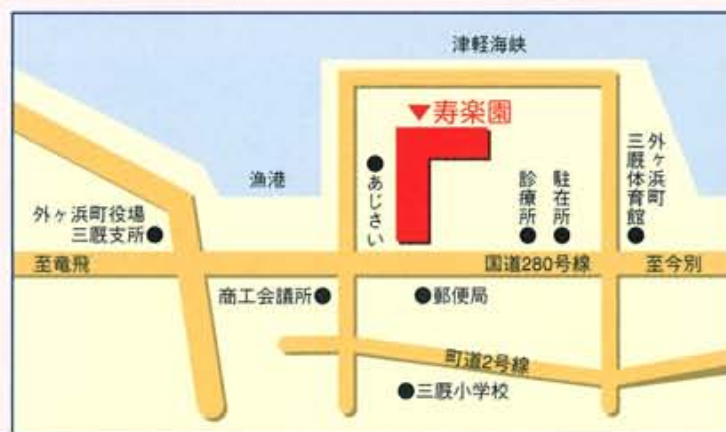 津軽海峡
▼寿楽園
漁港
●あじさい
診療所●
駐在所●
外ヶ浜町
三厩体育館●
外ヶ浜町役場
三厩支所●
至竜飛
国道280号線
至今別
商工会議所●
●郵便局
町道2号線
●三厩小学校